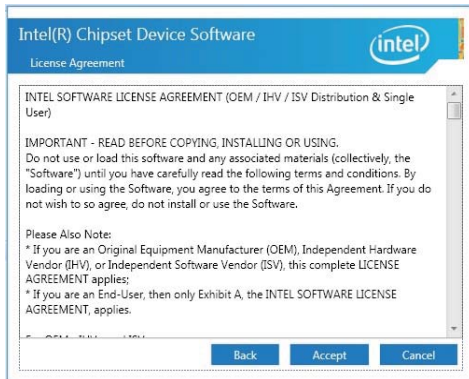 Intel(R) Chipset Device Software
(intel)
License Agreement
INTEL SOFTWARE LICENSE AGREEMENT (OEM / IHV / ISV Distribution & Single
User)
IMPORTANT - READ BEFORE COPYING, INSTALLING OR USING.
Do not use or load this software and any associated materials (collectively, the
"Software") until you have carefully read the following terms and conditions. By
loading or using the Software, you agree to the terms of this Agreement. If you do
not wish to so agree, do not install or use the Software.
Please Also Note:
* If you are an Original Equipment Manufacturer (OEM), Independent Hardware
Vendor (IHV), or Independent Software Vendor (ISV), this complete LICENSE
AGREEMENT applies;
* If you are an End-User, then only Exhibit A, the INTEL SOFTWARE LICENSE
AGREEMENT, applies.
Back Accept Cancel